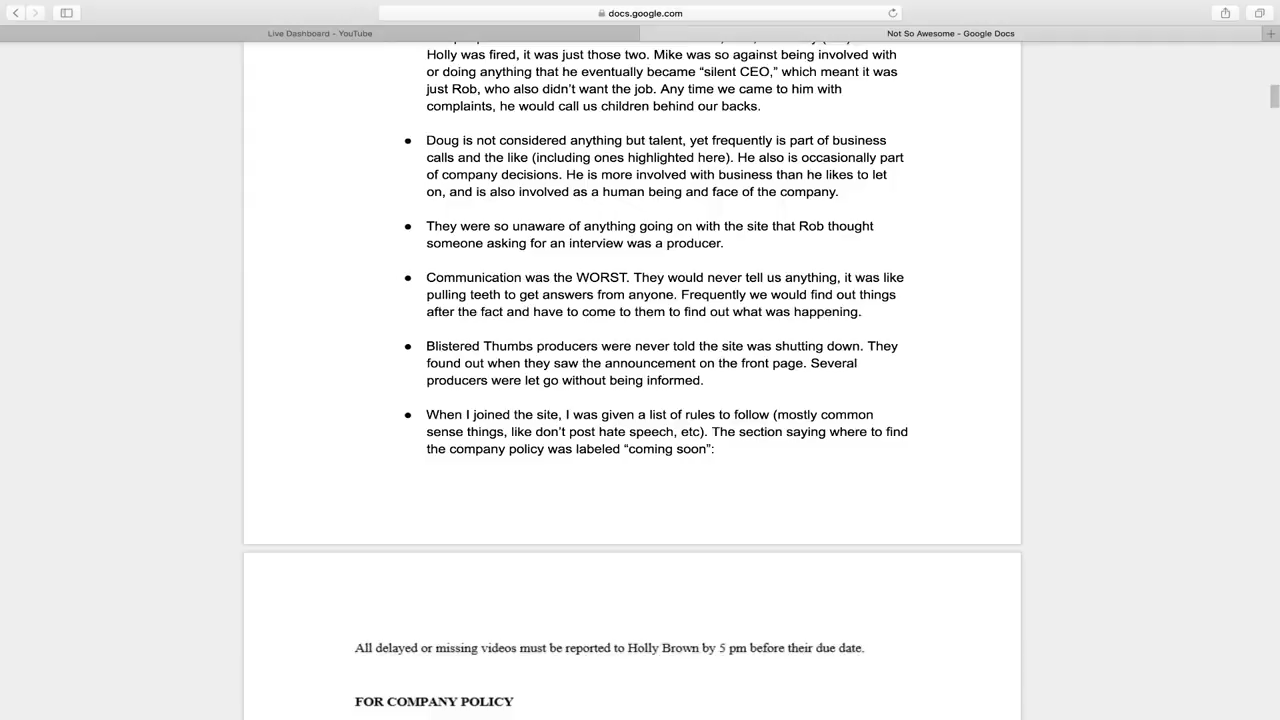 docs.google.com
Live Dashboard - YouTube
Not So Awesome - Google Docs
Holly was fired, it was just those two. Mike was so against being involved with
or doing anything that he eventually became “silent CEO,” which meant it was
just Rob, who also didn’t want the job. Any time we came to him with
complaints, he would call us children behind our backs.
● Doug is not considered anything but talent, yet frequently is part of business
calls and the like (including ones highlighted here). He also is occasionally part
of company decisions. He is more involved with business than he likes to let
on, and is also involved as a human being and face of the company.
● They were so unaware of anything going on with the site that Rob thought
someone asking for an interview was a producer.
● Communication was the WORST. They would never tell us anything, it was like
pulling teeth to get answers from anyone. Frequently we would find out things
after the fact and have to come to them to find out what was happening.
● Blistered Thumbs producers were never told the site was shutting down. They
found out when they saw the announcement on the front page. Several
producers were let go without being informed.
● When I joined the site, I was given a list of rules to follow (mostly common
sense things, like don’t post hate speech, etc). The section saying where to find
the company policy was labeled “coming soon”:
All delayed or missing videos must be reported to Holly Brown by 5 pm before their due date.
FOR COMPANY POLICY